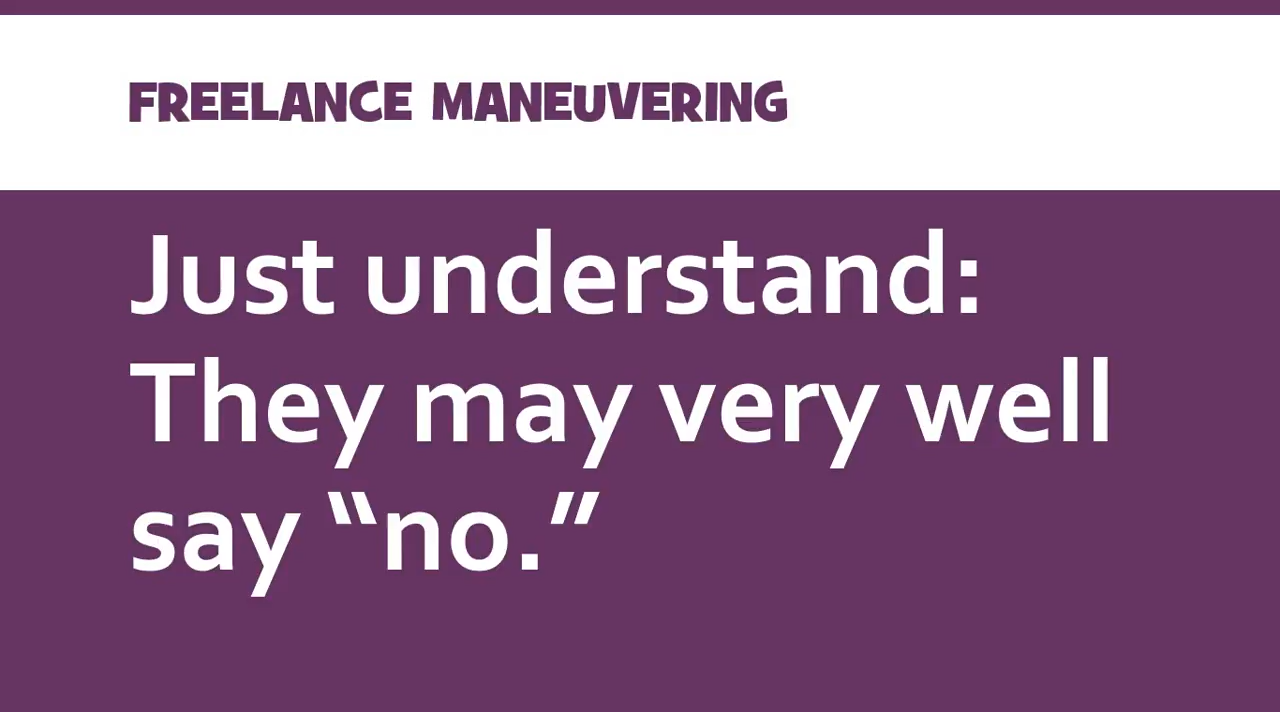 FREELANCE MANEUVERING
Just understand:
They may very well
say “no.”